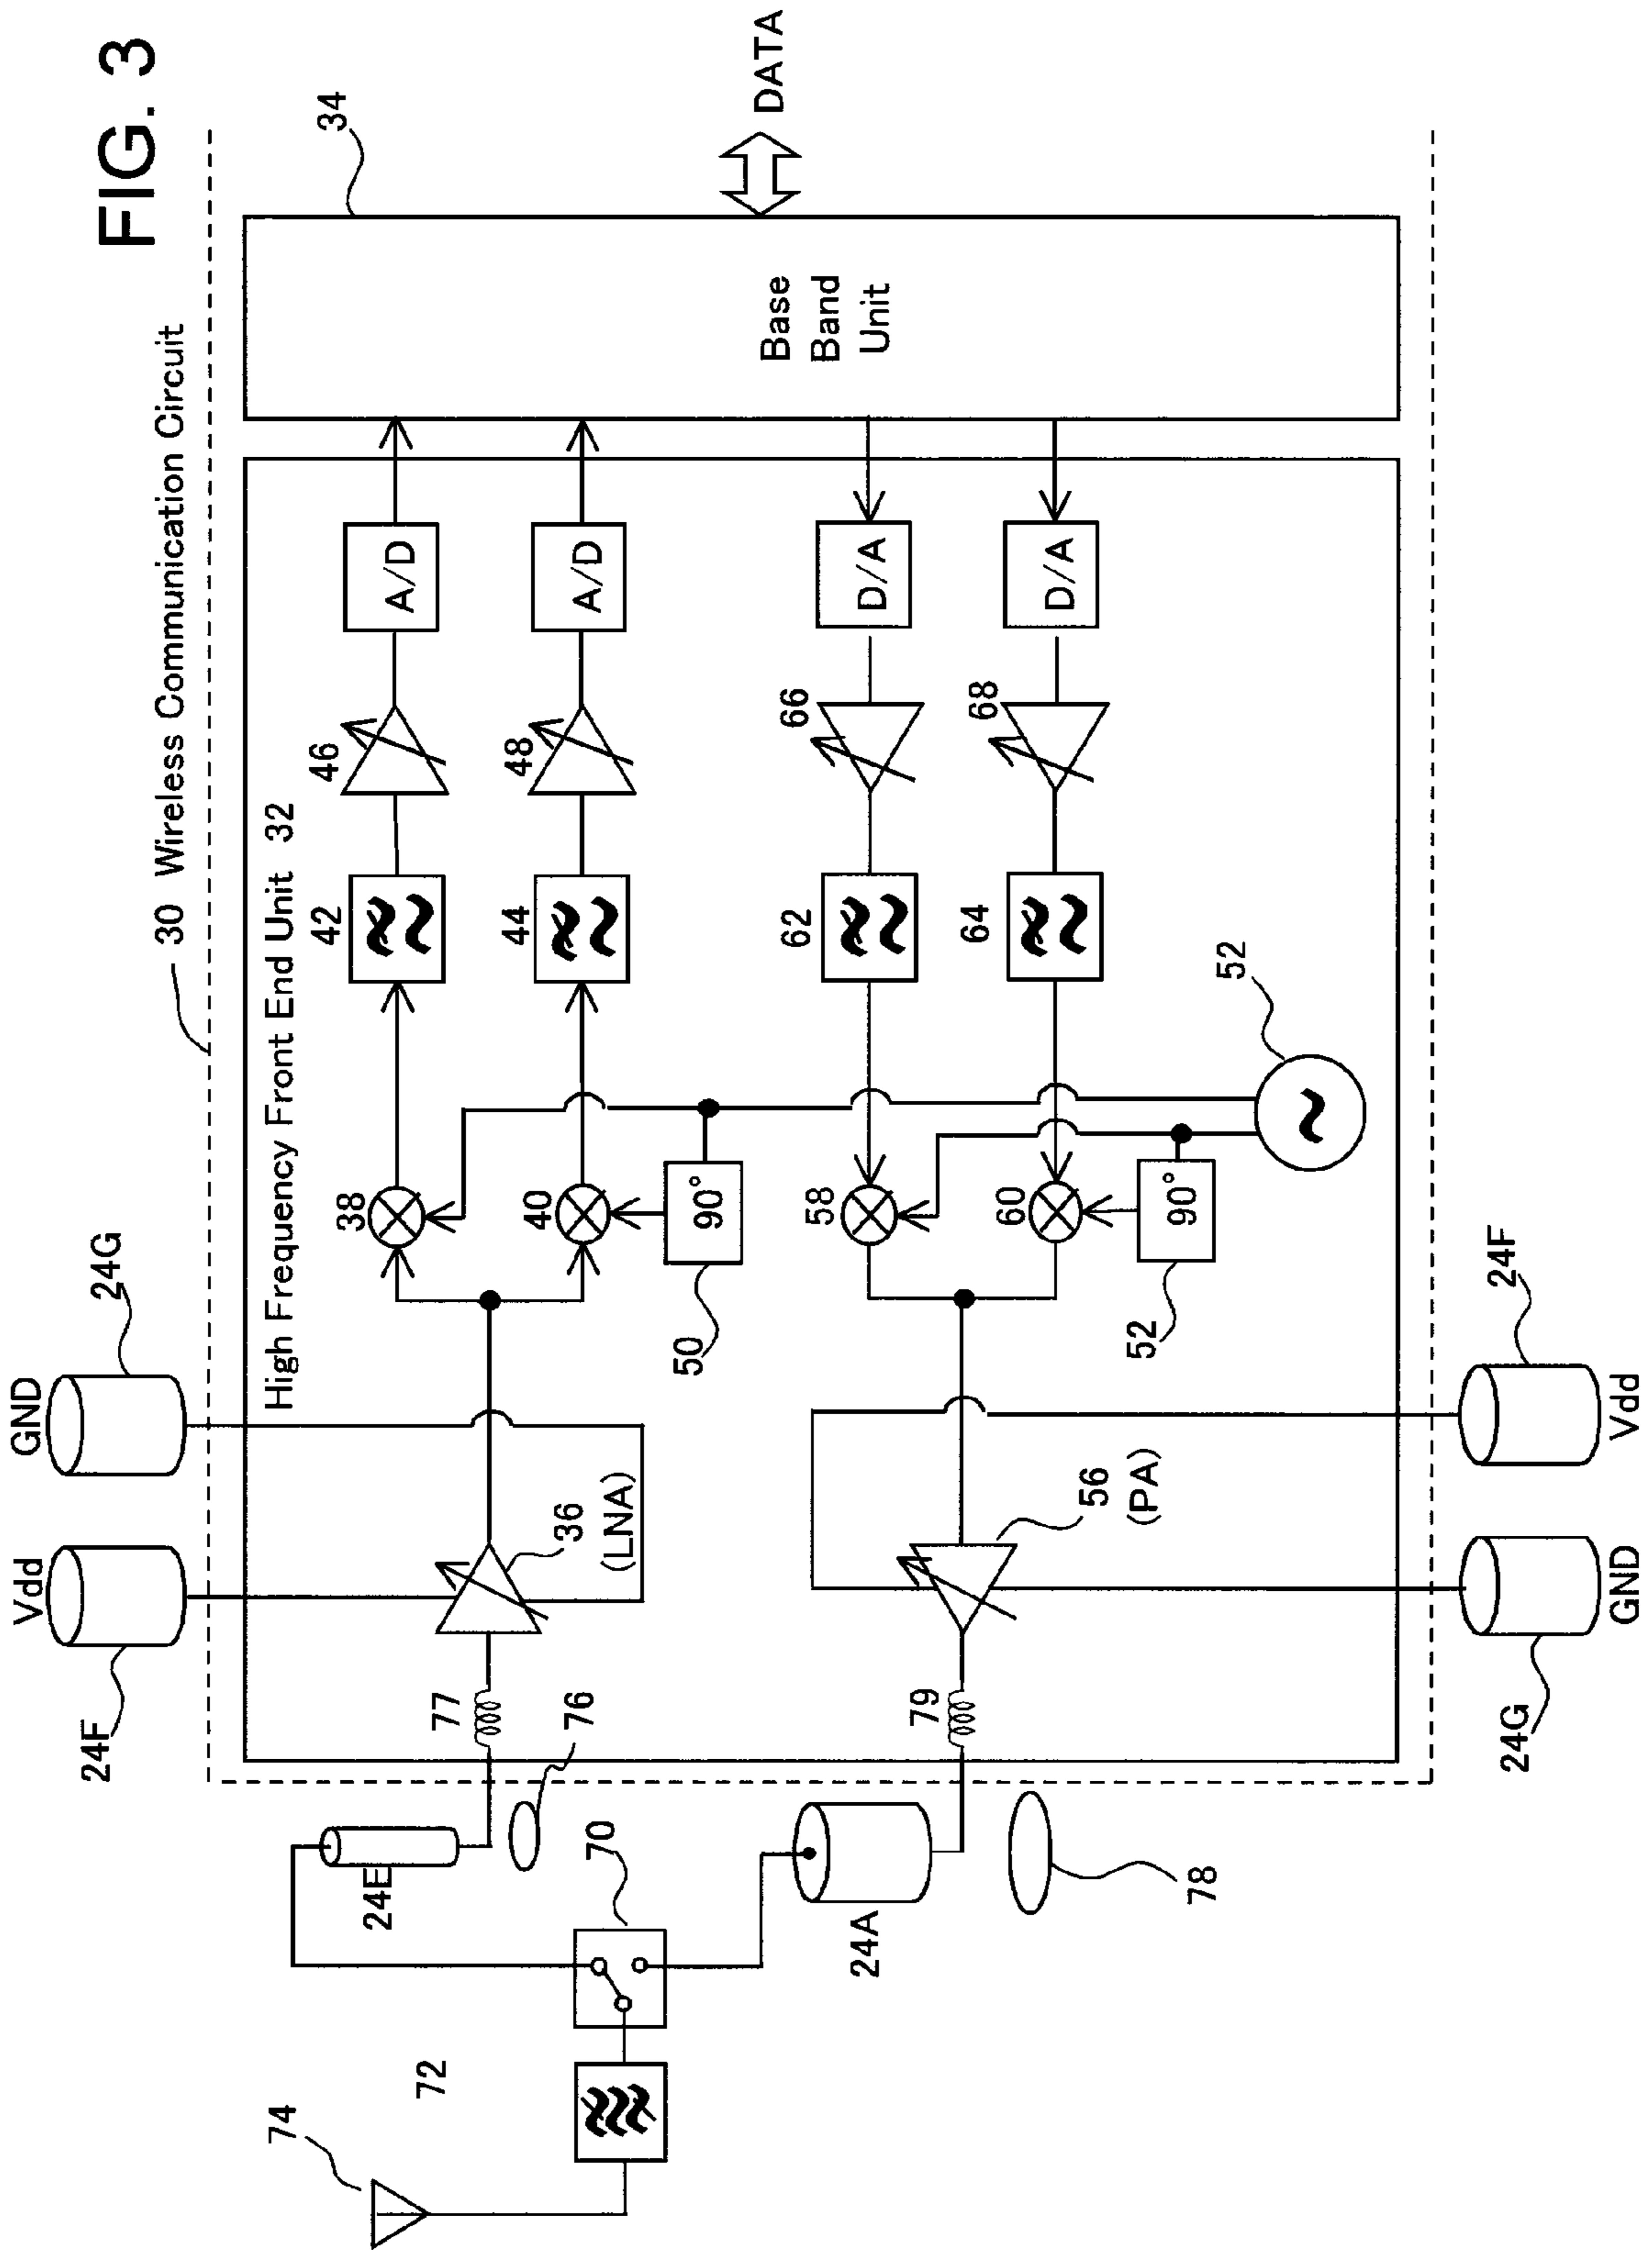 FIG. 3
30 Wireless Communication Circuit
34
GND
24G
Vdd
24F
High Frequency Front End Unit 32
38
42
46
A/D
40
44
48
A/D
77
36
(LNA)
50
90°
76
24E
74
72
70
Base
Band
Unit
DATA
58
62
66
D/A
60
64
68
D/A
24A
79
56
(PA)
52
90°
52
78
24G
GND
24F
Vdd